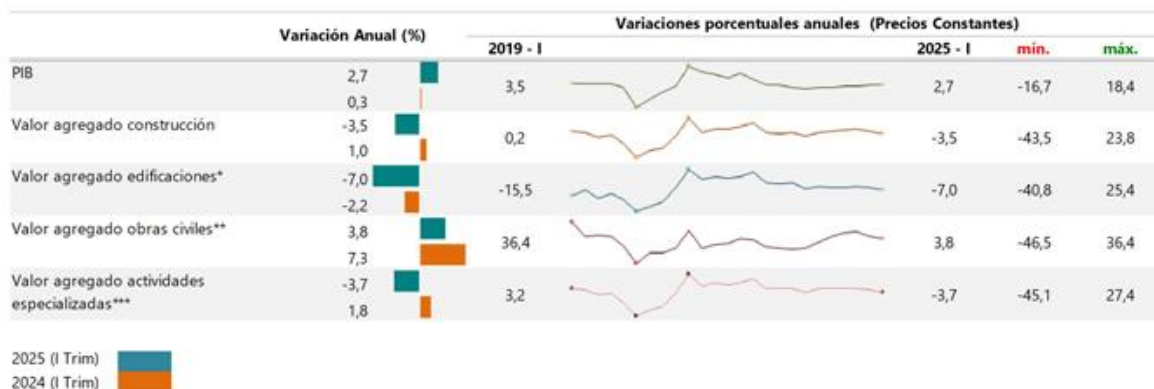 Variaciones porcentuales anuales (Precios Constantes)
Variación Anual (%)
2019 - I 2025 - I mín. máx.
PIB 2,7 3,5 2,7 -16,7 18,4
0,3
Valor agregado construcción -3,5 0,2 -3,5 -43,5 23,8
1,0
Valor agregado edificaciones* -7,0 -15,5 -7,0 -40,8 25,4
-2,2
Valor agregado obras civiles** 3,8 36,4 3,8 -46,5 36,4
7,3
Valor agregado actividades -3,7 3,2 -3,7 -45,1 27,4
especializadas*** 1,8
2025 (I Trim)
2024 (I Trim)